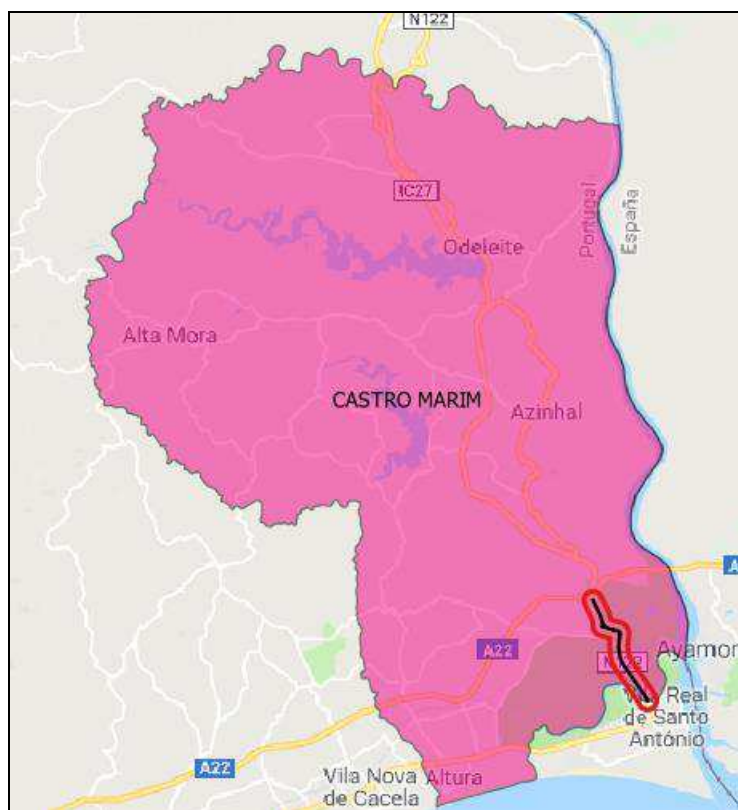 N122
IC27
Portugal
España
Odeleite
Alta Mora
CASTRO MARIM
Azinhal
A22
Ayamon
Real
de Santo
António
A22
Vila Nova
de Cacela
Altura